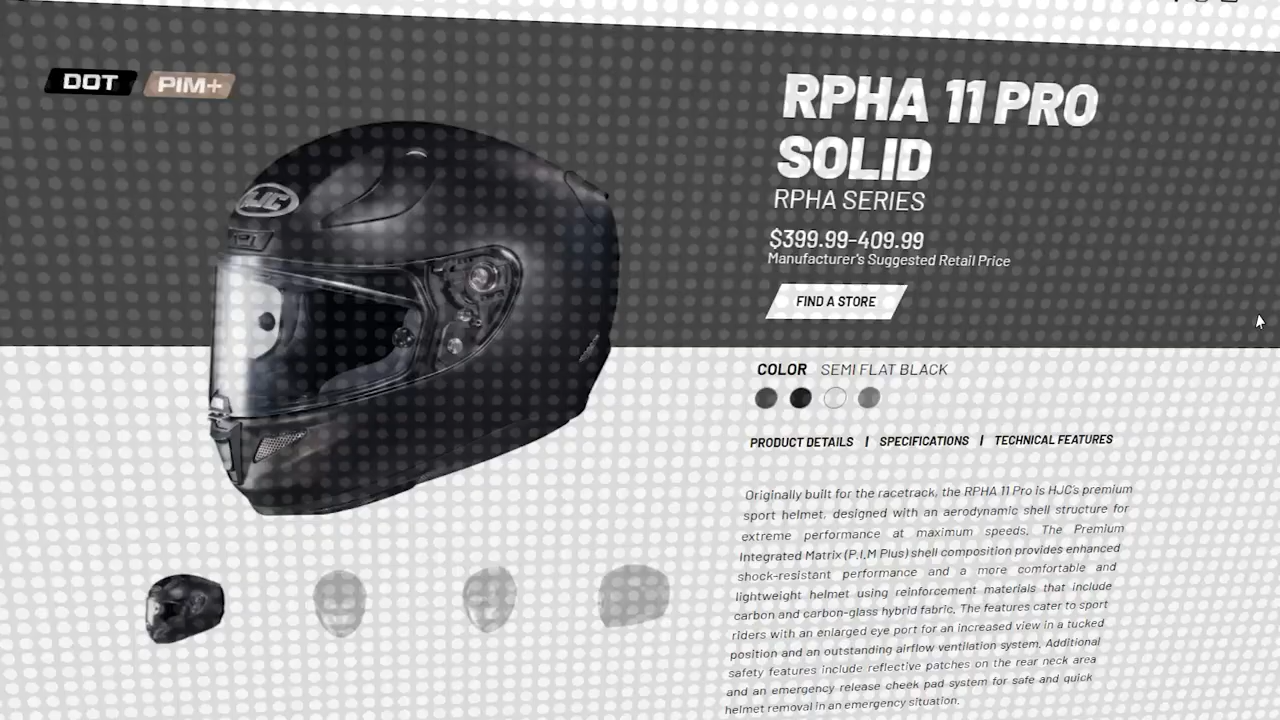 DOT PIM+
HJC
RPHA 11 PRO
SOLID
RPHA SERIES
$399.99-409.99
Manufacturer's Suggested Retail Price
FIND A STORE
COLOR SEMI FLAT BLACK
PRODUCT DETAILS | SPECIFICATIONS | TECHNICAL FEATURES
Originally built for the racetrack, the RPHA 11 Pro is HJC's premium
sport helmet, designed with an aerodynamic shell structure for
extreme performance at maximum speeds. The Premium
Integrated Matrix (P.I.M Plus) shell composition provides enhanced
shock-resistant performance and a more comfortable and
lightweight helmet using reinforcement materials that include
carbon and carbon-glass hybrid fabric. The features cater to sport
riders with an enlarged eye port for an increased view in a tucked
position and an outstanding airflow ventilation system. Additional
safety features include reflective patches on the rear neck area
and an emergency release cheek pad system for safe and quick
helmet removal in an emergency situation.